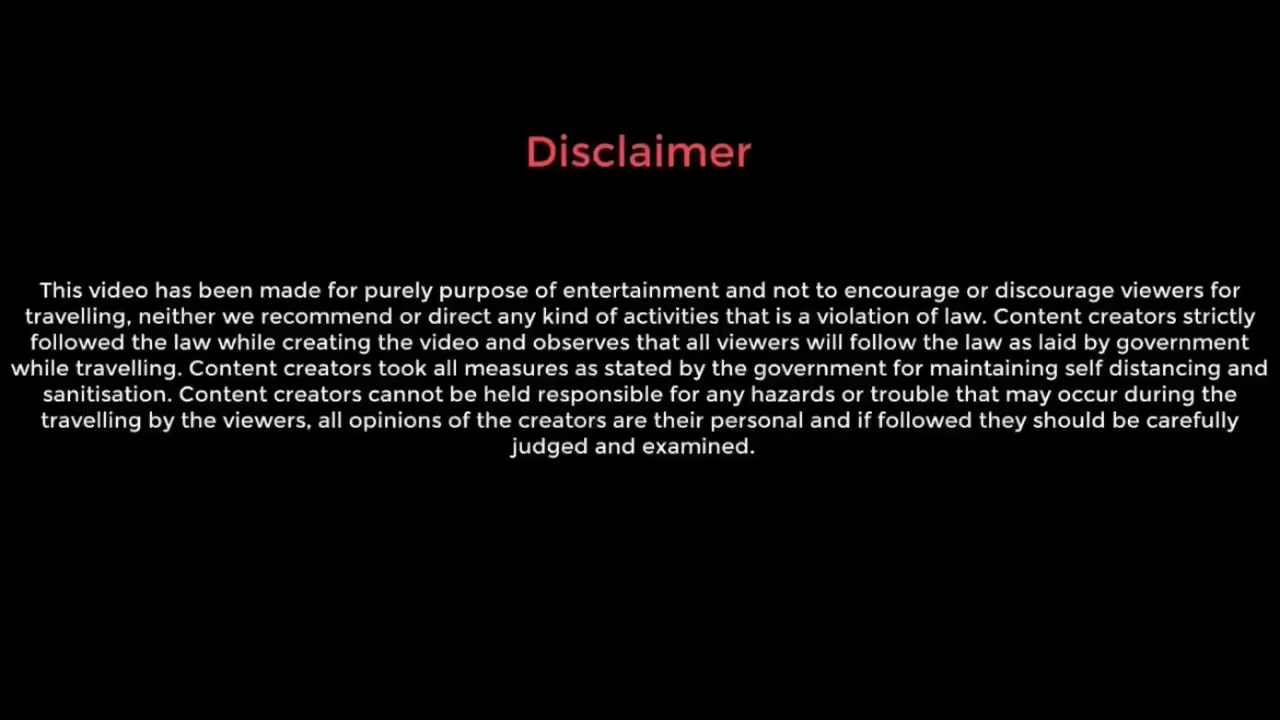 Disclaimer
This video has been made for purely purpose of entertainment and not to encourage or discourage viewers for
travelling, neither we recommend or direct any kind of activities that is a violation of law. Content creators strictly
followed the law while creating the video and observes that all viewers will follow the law as laid by government
while travelling. Content creators took all measures as stated by the government for maintaining self distancing and
sanitisation. Content creators cannot be held responsible for any hazards or trouble that may occur during the
travelling by the viewers, all opinions of the creators are their personal and if followed they should be carefully
judged and examined.